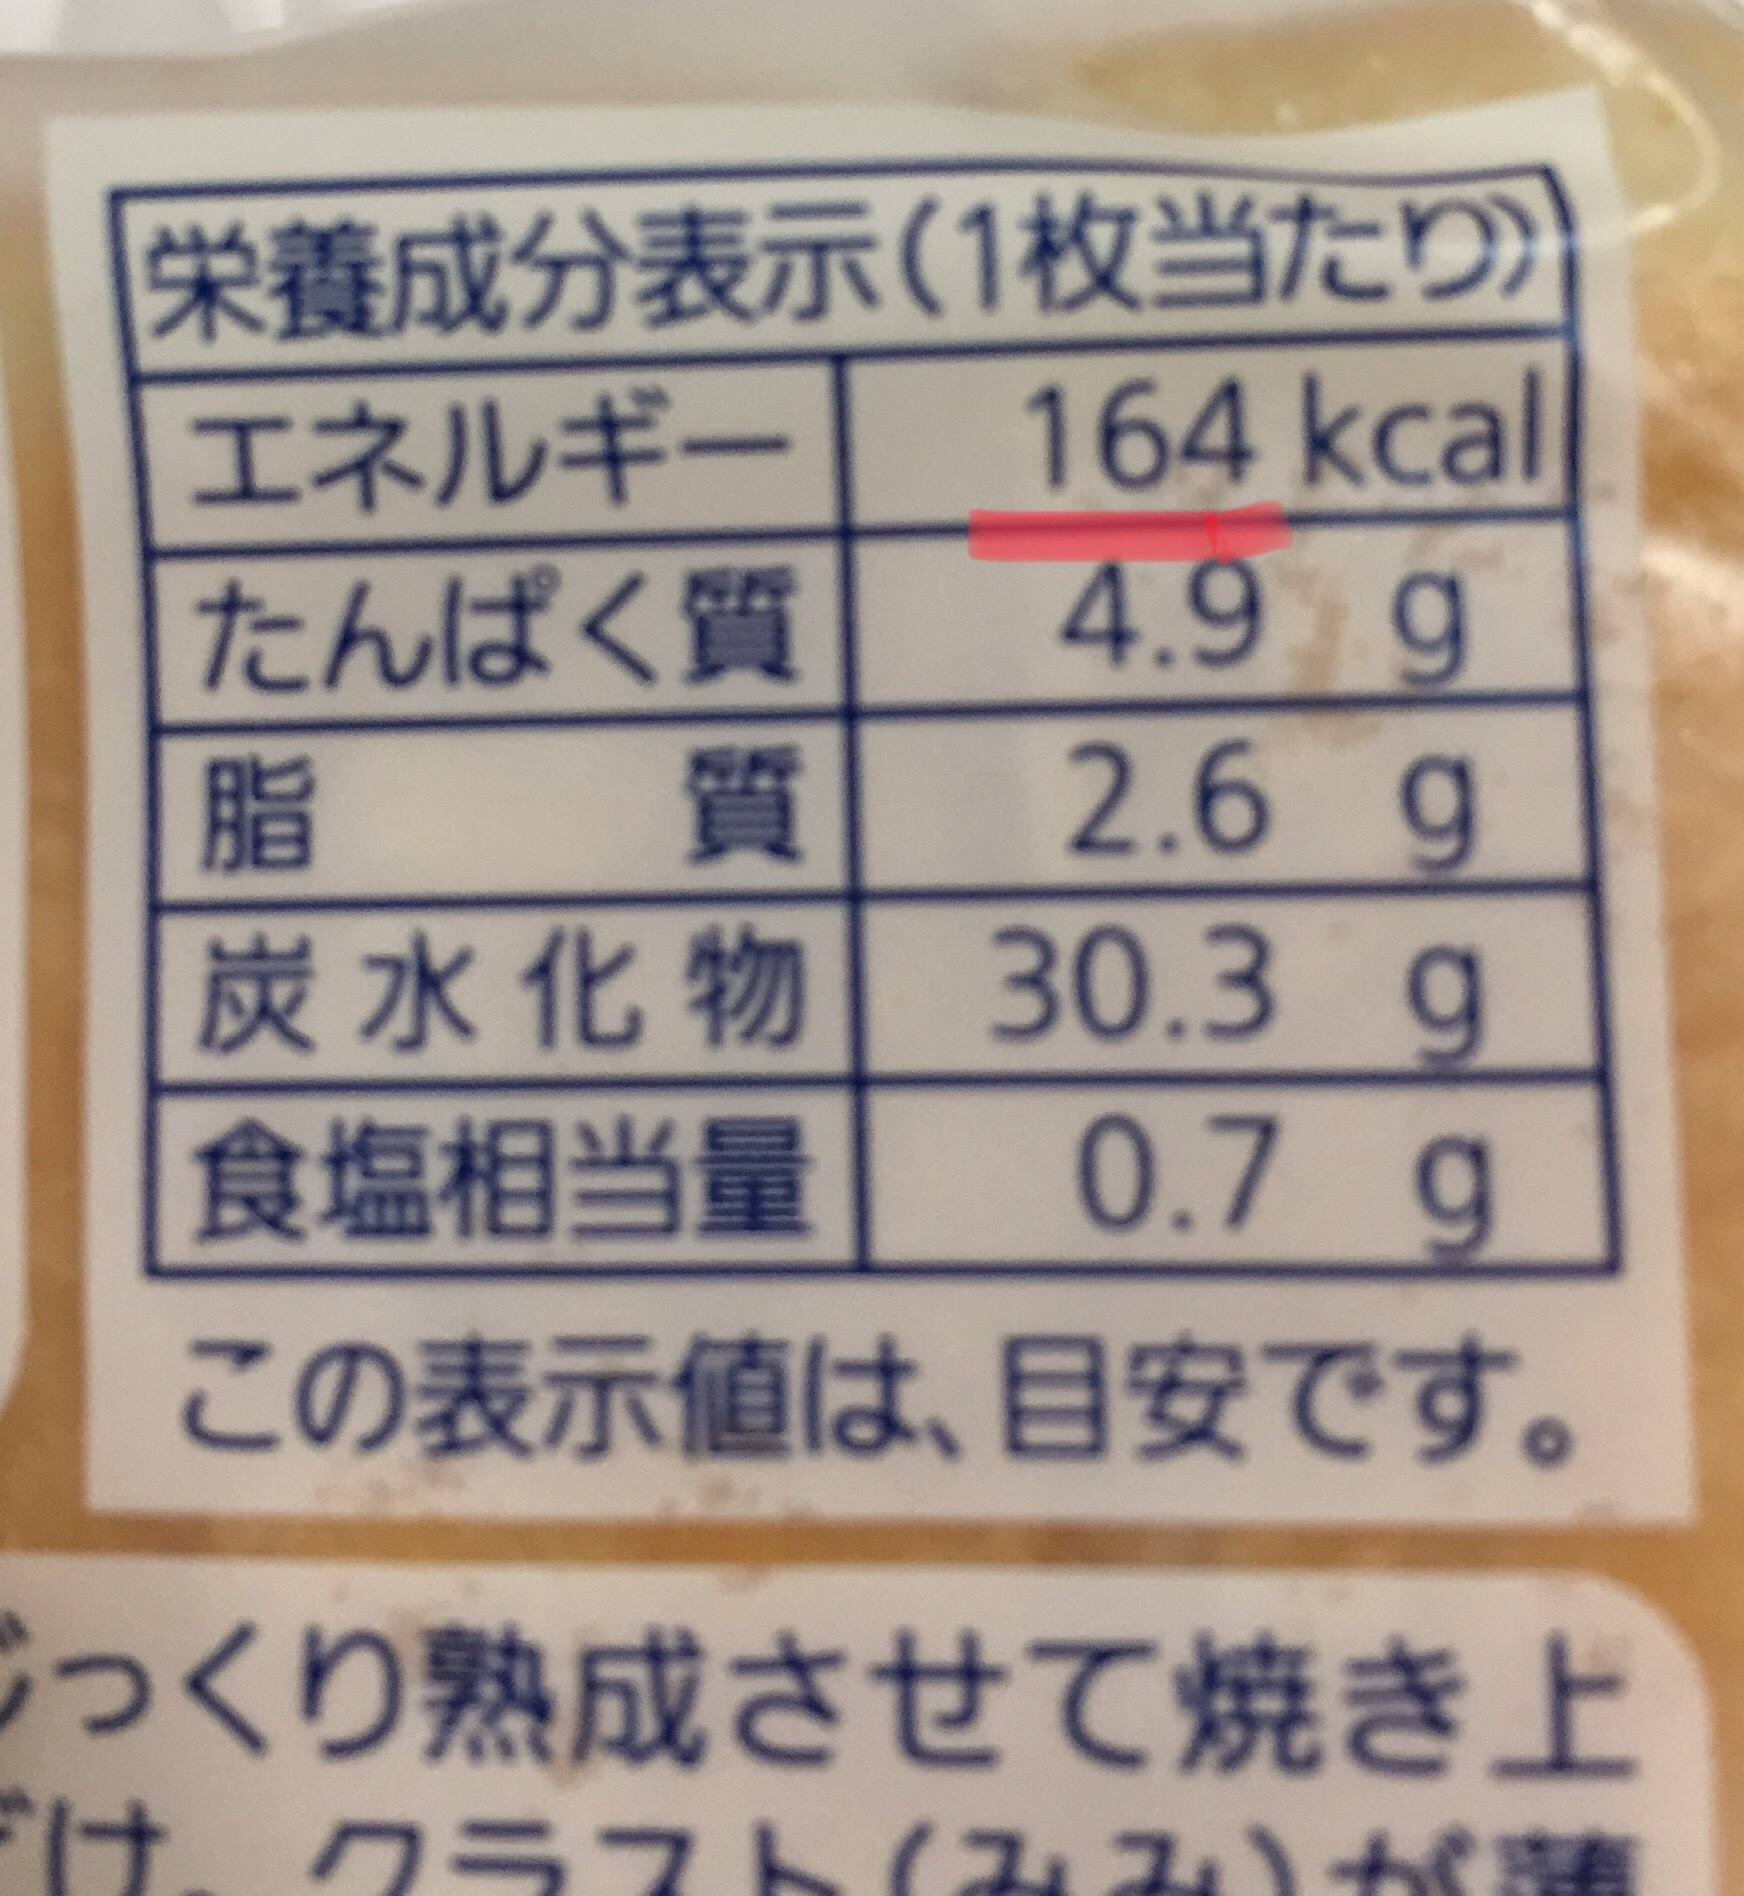 栄養成分表示(1枚当たり)
エネルギー 164 kcal
たんぱく質 4.9 g
脂質 2.6 g
炭水化物 30.3 g
食塩相当量 0.7 g
この表示値は、目安です。
じっくり熟成させて焼き上
け、クラスト(みみ)が薄